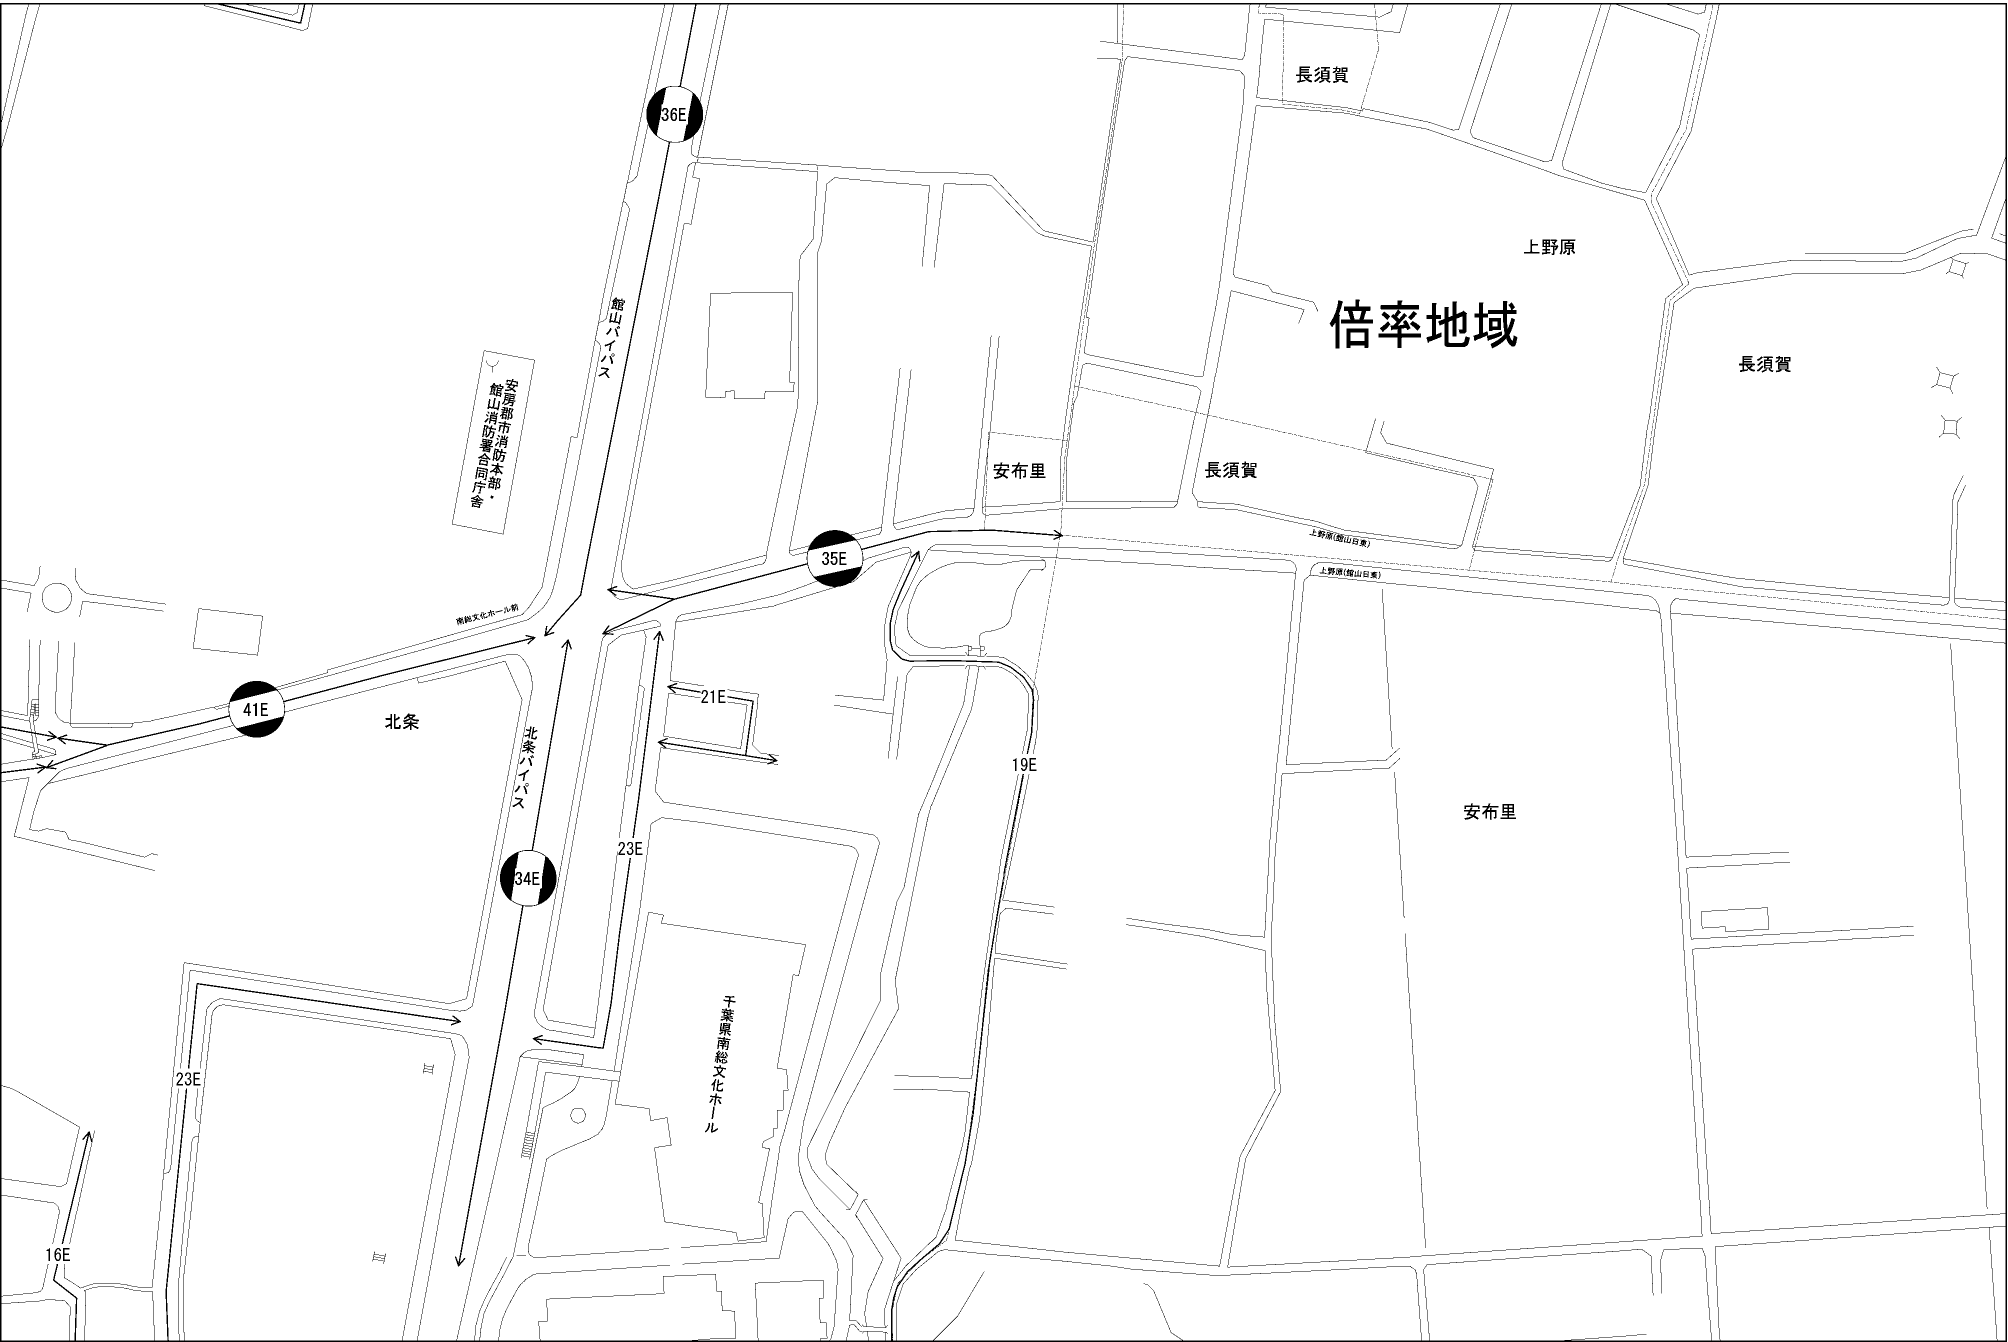 長須賀
36E
上野原
館山バイパス
倍率地域
長須賀
安房郡市消防本部・
館山消防署合同庁舎
安布里
長須賀
上野原(館山日東)
35E
上野原(館山日東)
南総文化ホール前
21E
41E
北条
北条バイパス
19E
安布里
23E
34E
千葉県南総文化ホール
23E
16E